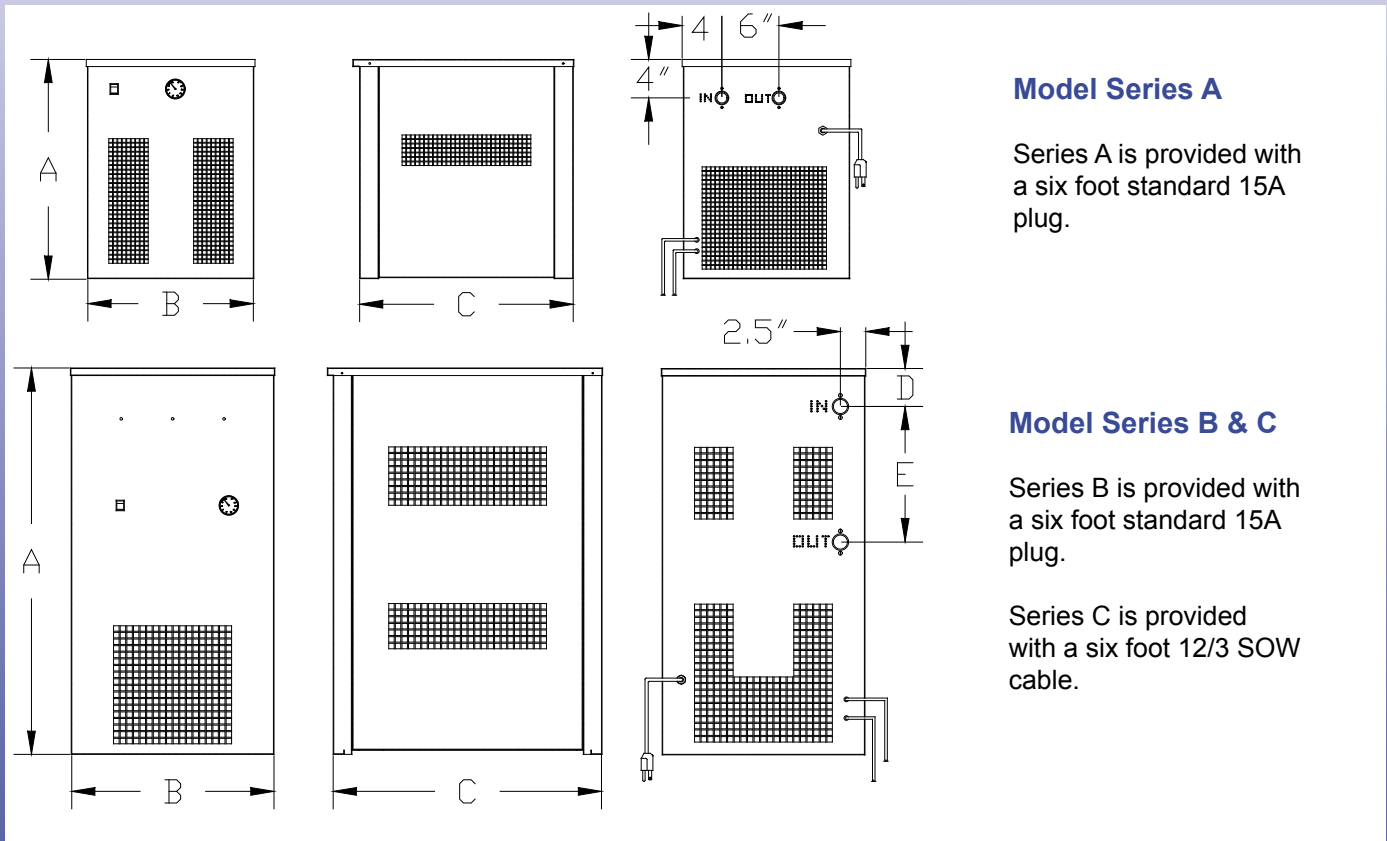 4 6"
4"
IN OUT
A
B
C
Model Series A
Series A is provided with
a six foot standard 15A
plug.
2.5"
D
IN
E
OUT
A
B
C
Model Series B & C
Series B is provided with
a six foot standard 15A
plug.
Series C is provided
with a six foot 12/3 SOW
cable.